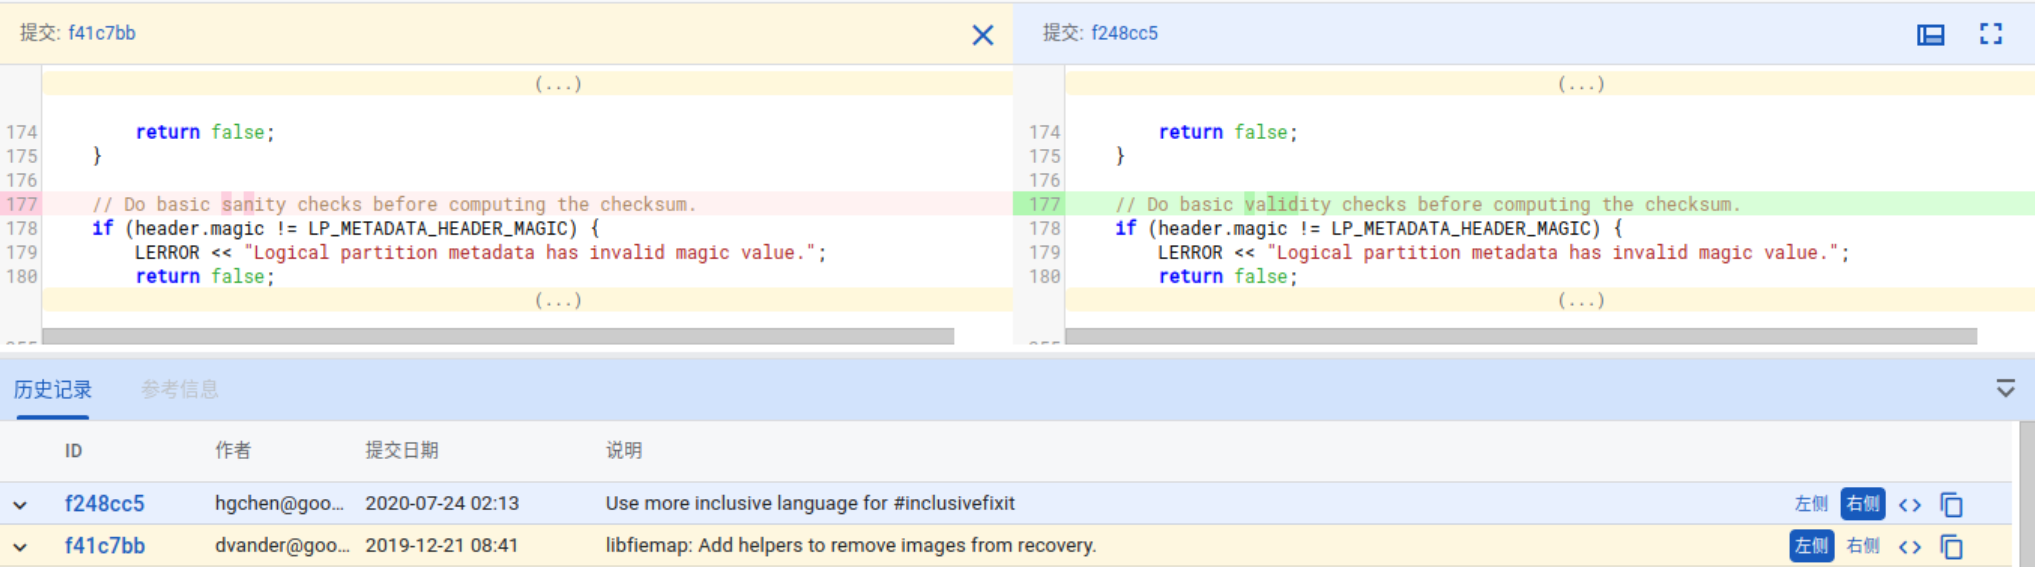 提交: f41c7bb
(...)
174 return false;
175 }
176
177 // Do basic sanity checks before computing the checksum.
178 if (header.magic != LP_METADATA_HEADER_MAGIC) {
179 LERROR << "Logical partition metadata has invalid magic value.";
180 return false;
(...)
提交: f248cc5
(...)
174 return false;
175 }
176
177 // Do basic validity checks before computing the checksum.
178 if (header.magic != LP_METADATA_HEADER_MAGIC) {
179 LERROR << "Logical partition metadata has invalid magic value.";
180 return false;
(...)
历史记录 参考信息
ID 作者 提交日期 说明
f248cc5 hgchen@goo... 2020-07-24 02:13 Use more inclusive language for #inclusivefixit 左侧 右侧 <>
f41c7bb dvander@goo... 2019-12-21 08:41 libfiemap: Add helpers to remove images from recovery. 左侧 右侧 <>